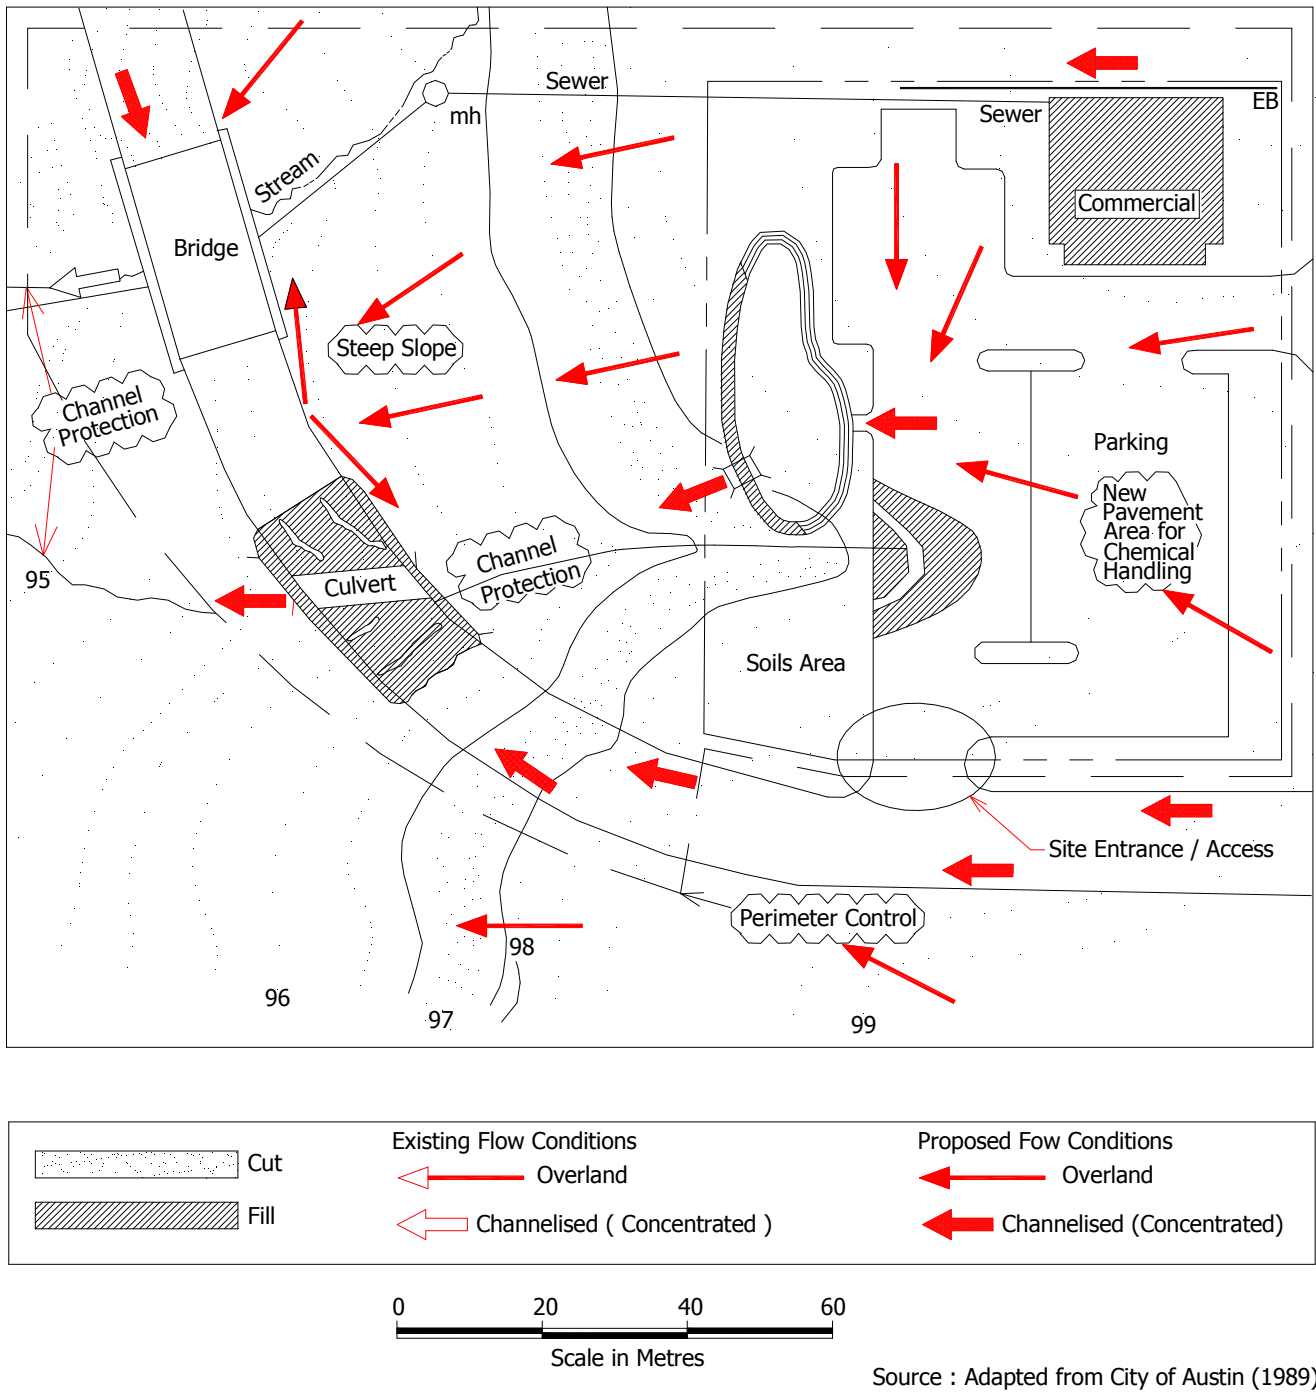 Sewer
EB
mh
Sewer
Stream
Commercial
Bridge
Steep Slope
Channel
Protection
Parking
New
Pavement
Area for
Chemical
Handling
Channel
Protection
95
Culvert
Soils Area
Site Entrance / Access
Perimeter Control
98
96
97
99
Existing Flow Conditions
Proposed Fow Conditions
Cut
Overland
Overland
Fill
Channelised ( Concentrated )
Channelised (Concentrated)
0 20 40 60
Scale in Metres
Source : Adapted from City of Austin (1989)